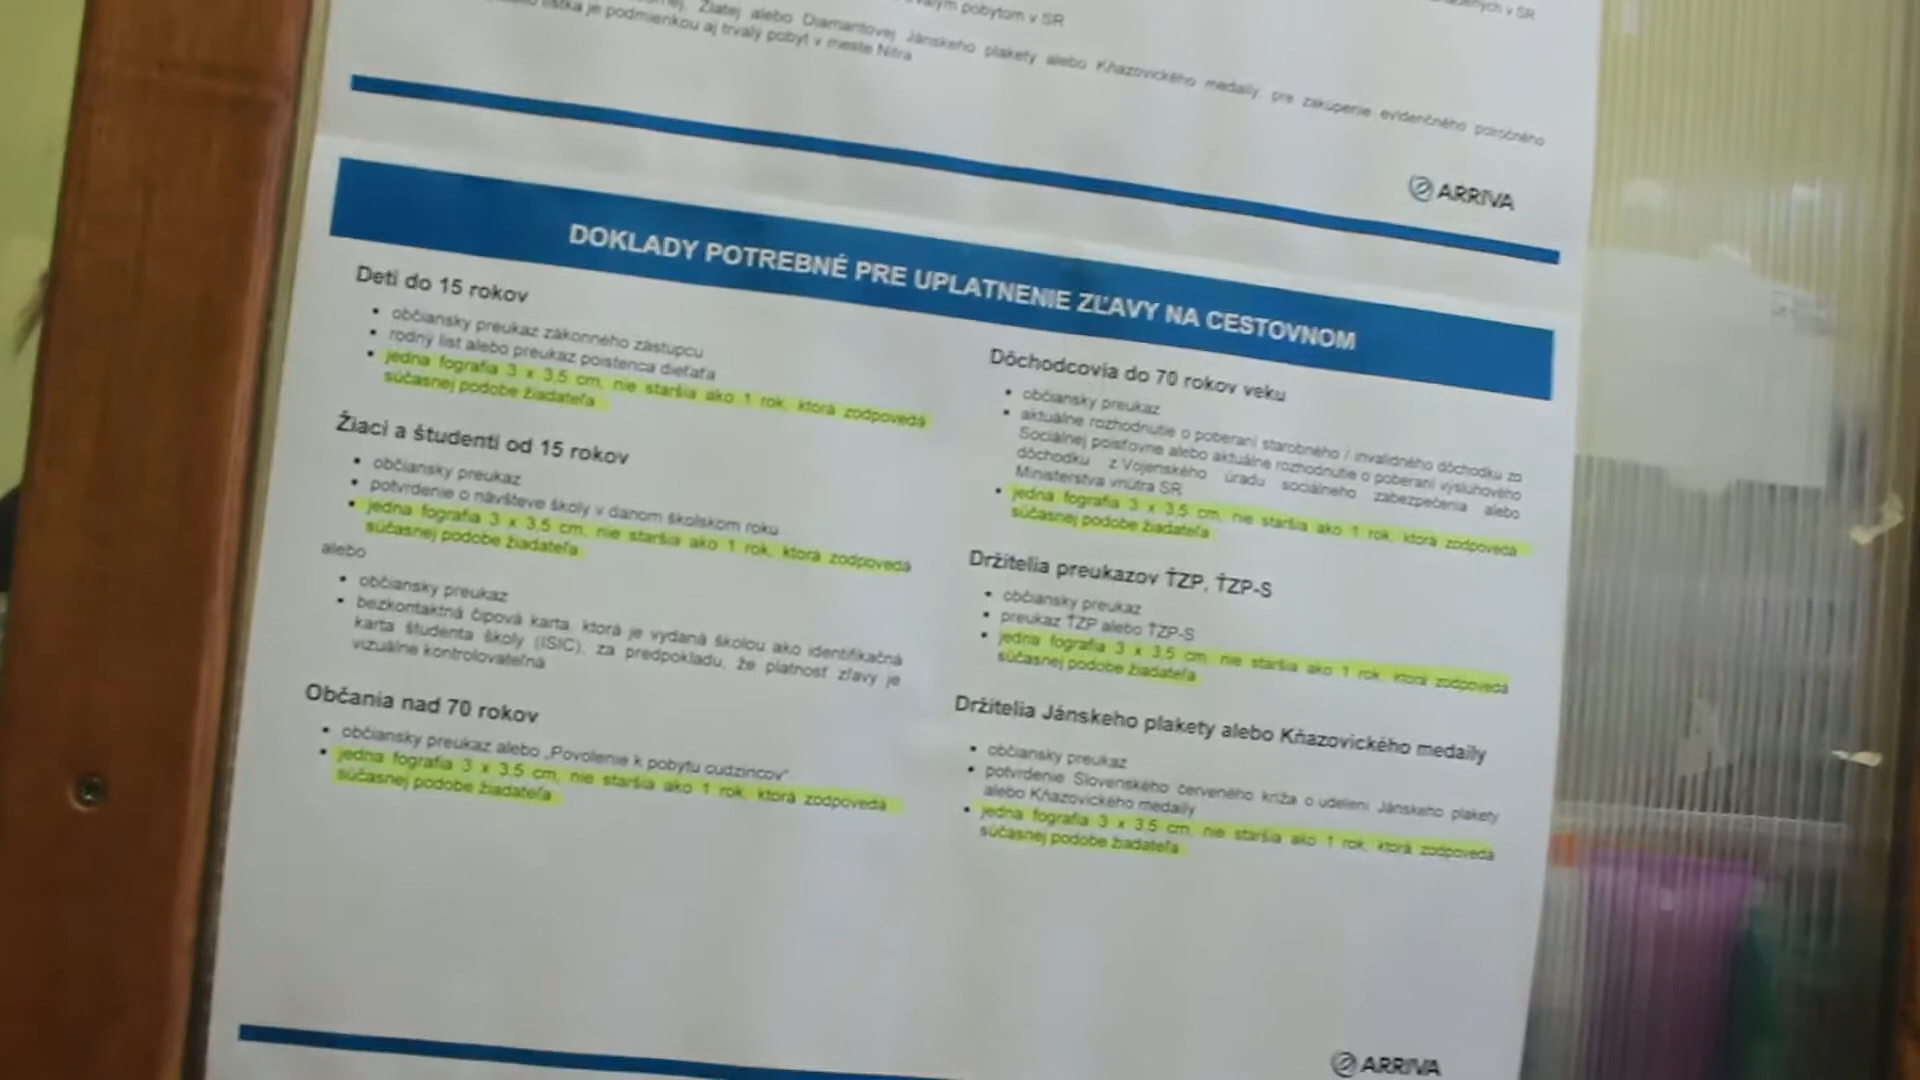 valým pobytom v SR
v SR
Zlatej alebo Diamantovej Jánskeho plakety alebo Kňazovického medaily, pre zakúpenie evidenčného polročného
lístka je podmienkou aj trvalý pobyt v meste Nitra
ARRIVA
DOKLADY POTREBNÉ PRE UPLATNENIE ZĽAVY NA CESTOVNOM
Deti do 15 rokov
• občiansky preukaz zákonného zástupcu
• rodný list alebo preukaz poistenca dieťaťa
• jedna fografia 3 x 3,5 cm, nie staršia ako 1 rok, ktorá zodpovedá
súčasnej podobe žiadateľa
Žiaci a študenti od 15 rokov
• občiansky preukaz
• potvrdenie o návšteve školy v danom školskom roku
• jedna fografia 3 x 3,5 cm, nie staršia ako 1 rok, ktorá zodpovedá
súčasnej podobe žiadateľa
alebo
• občiansky preukaz
• bezkontaktná čipová karta, ktorá je vydaná školou ako identifikačná
karta študenta školy (ISIC), za predpokladu, že platnosť zľavy je
vizuálne kontrolovateľná
Občania nad 70 rokov
• občiansky preukaz alebo „Povolenie k pobytu cudzincov“
• jedna fografia 3 x 3,5 cm, nie staršia ako 1 rok, ktorá zodpovedá
súčasnej podobe žiadateľa
Dôchodcovia do 70 rokov veku
• občiansky preukaz
• aktuálne rozhodnutie o poberaní starobného / invalidného dôchodku zo
Sociálnej poisťovne alebo aktuálne rozhodnutie o poberaní výsluhového
dôchodku z Vojenského úradu sociálneho zabezpečenia alebo
Ministerstva vnútra SR
• jedna fografia 3 x 3,5 cm, nie staršia ako 1 rok, ktorá zodpovedá
súčasnej podobe žiadateľa
Držitelia preukazov ŤZP, ŤZP-S
• občiansky preukaz
• preukaz ŤZP alebo ŤZP-S
• jedna fografia 3 x 3,5 cm, nie staršia ako 1 rok, ktorá zodpovedá
súčasnej podobe žiadateľa
Držitelia Jánskeho plakety alebo Kňazovického medaily
• občiansky preukaz
• potvrdenie Slovenského červeného kríža o udelení Jánskeho plakety
alebo Kňazovického medaily
• jedna fografia 3 x 3,5 cm, nie staršia ako 1 rok, ktorá zodpovedá
súčasnej podobe žiadateľa
ARRIVA